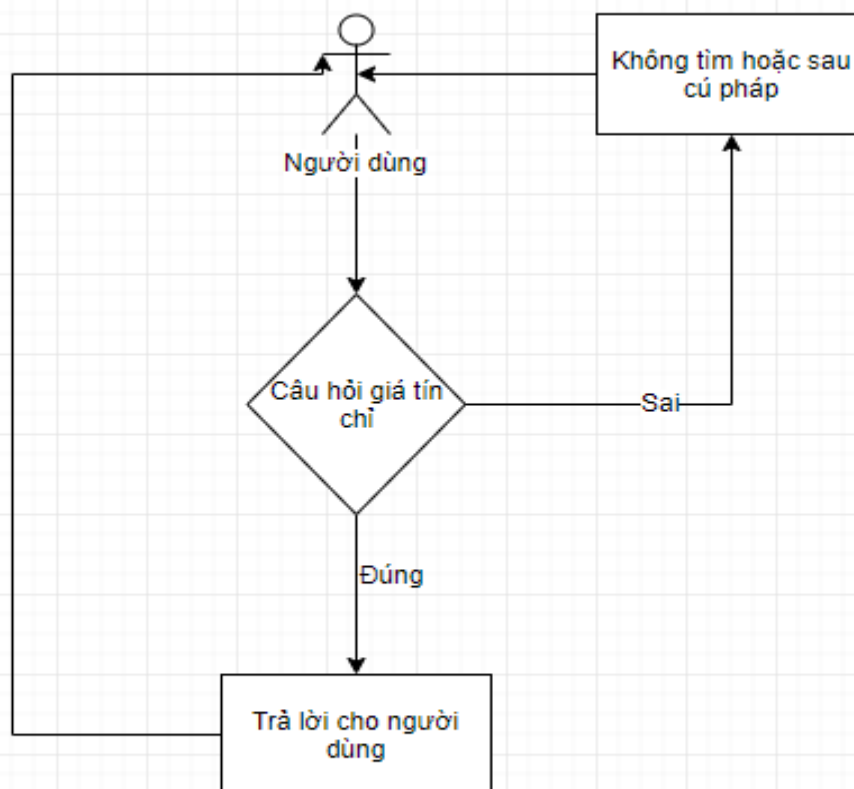 Không tìm hoặc sau
cú pháp
Người dùng
Câu hỏi giá tín
chỉ
Sai
Đúng
Trả lời cho người
dùng